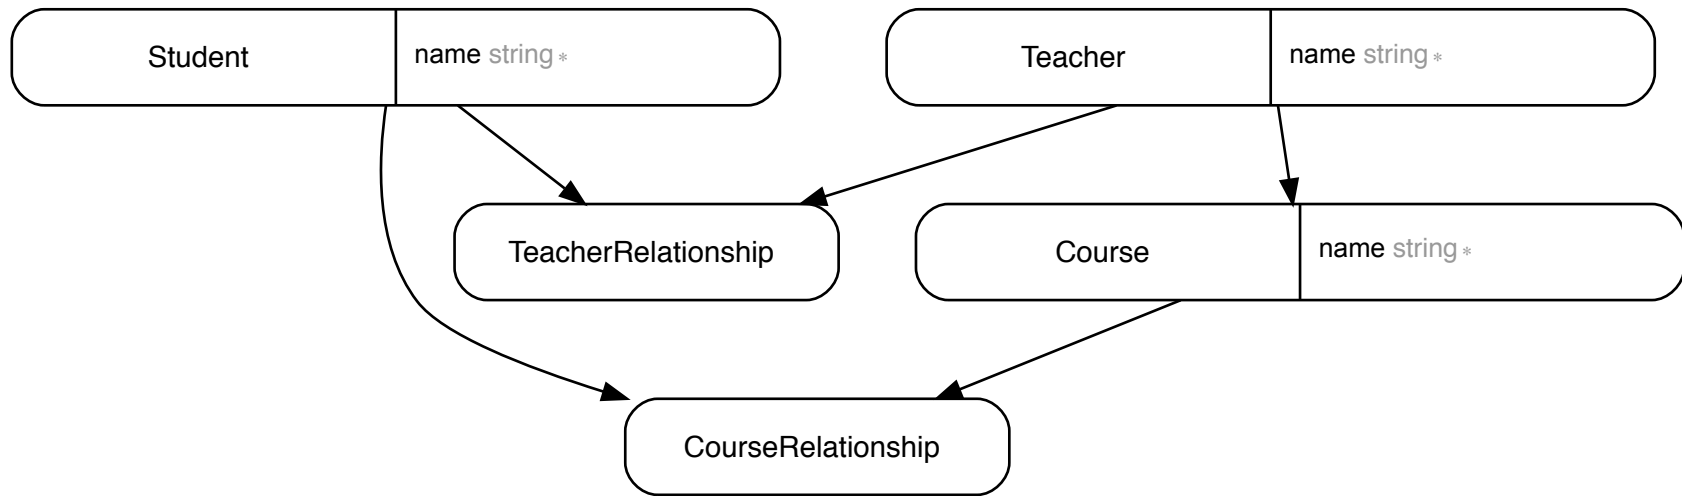 Student
name string *
Teacher
name string *
TeacherRelationship
Course
name string *
CourseRelationship